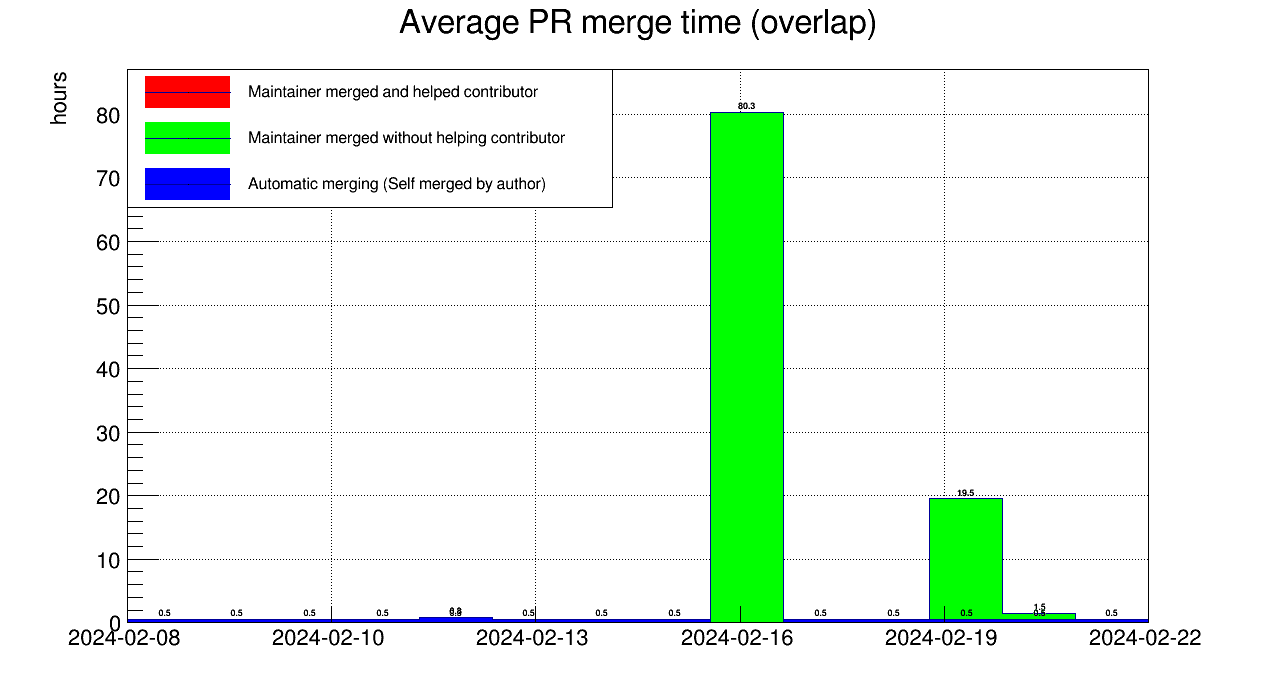 Average PR merge time (overlap)
hours
Maintainer merged and helped contributor
Maintainer merged without helping contributor
Automatic merging (Self merged by author)
80
70
60
50
40
30
20
10
0
80.3
19.5
1.5
0.5 0.5 0.5 0.5 0.5 0.5 0.5 0.5 0.5 0.5 0.5
2024-02-08 2024-02-10 2024-02-13 2024-02-16 2024-02-19 2024-02-22